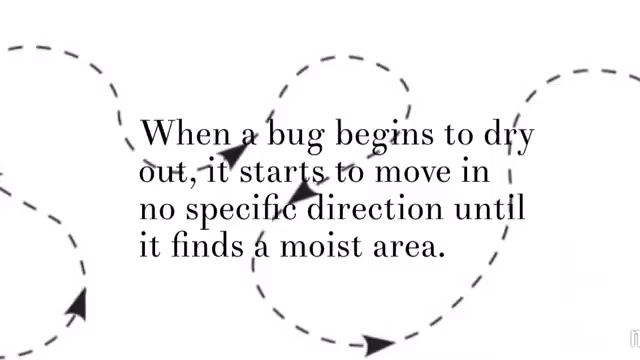 When a bug begins to dry
out, it starts to move in
no specific direction until
it finds a moist area.